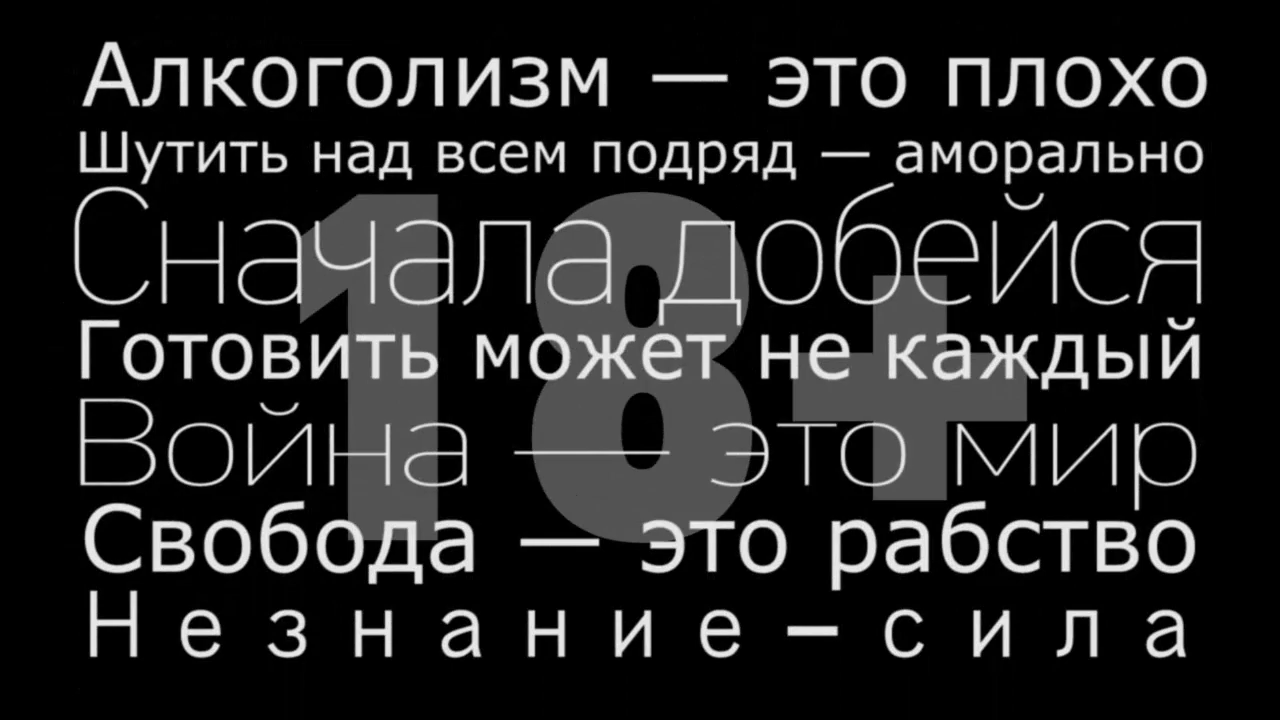 Алкоголизм — это плохо
Шутить над всем подряд — аморально
Сначала добейся
18+
Готовить может не каждый
Война — это мир
Свобода — это рабство
Незнание – сила